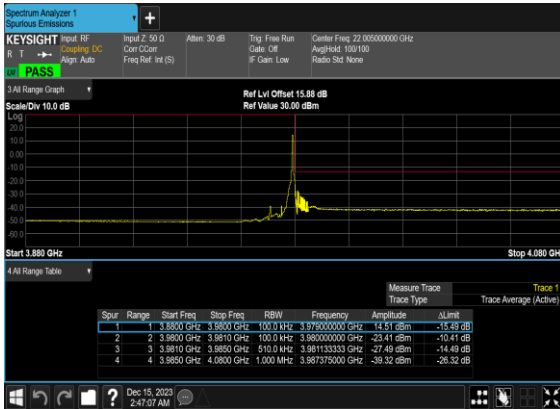 Spectrum Analyzer 1
Spurious Emissions
KEYSIGHT
R T
LM PASS
Input: RF
Coupling: DC
Align: Auto
Input Z: 50 Ω
Corr CCorr
Freq Ref: Int (S)
Atten: 30 dB
Trig: Free Run
Gate: Off
IF Gain: Low
Center Freq: 22.005000000 GHz
Avg|Hold: 100/100
Radio Std: None
3 All Range Graph
Scale/Div 10.0 dB
Ref Lvl Offset 15.88 dB
Ref Value 30.00 dBm
Log
20.0
10.0
0.00
-10.0
-20.0
-30.0
-40.0
-50.0
-60.0
Start 3.880 GHz
Stop 4.080 GH
4 All Range Table
Measure Trace Trace 1
Trace Type Trace Average (Active)
Spur Range Start Freq Stop Freq RBW Frequency Amplitude ΔLimit
1 1 3.8800 GHz 3.9800 GHz 100.0 kHz 3.979000000 GHz 14.51 dBm -15.49 dB
2 2 3.9800 GHz 3.9810 GHz 100.0 kHz 3.980000000 GHz -23.41 dBm -10.41 dB
3 3 3.9810 GHz 3.9850 GHz 510.0 kHz 3.981133333 GHz -27.49 dBm -14.49 dB
4 4 3.9850 GHz 4.0800 GHz 1.000 MHz 3.987375000 GHz -39.32 dBm -26.32 dB
?
Dec 15, 2023
2:47:07 AM